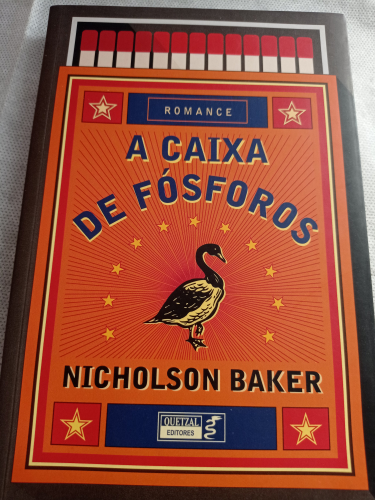 ROMANCE
A CAIXA
DE FÓSFOROS
NICHOLSON BAKER
QUETZAL
EDITORES